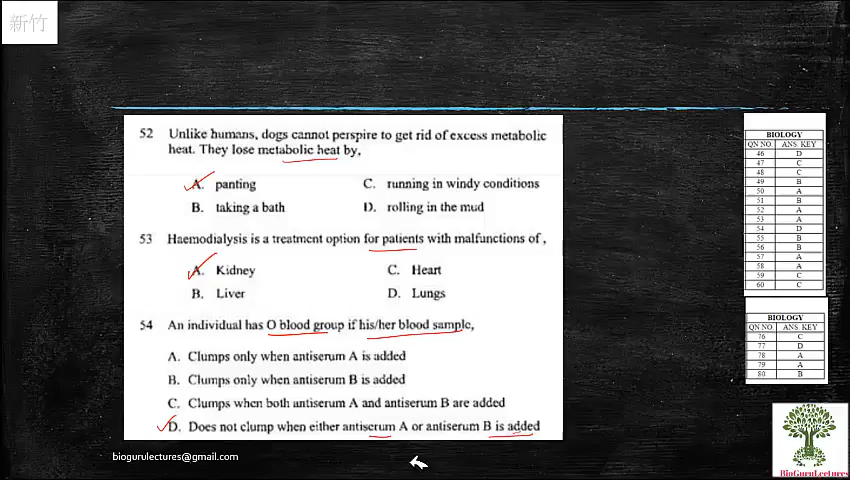 新竹
52 Unlike humans, dogs cannot perspire to get rid of excess metabolic
heat. They lose metabolic heat by,
A. panting
C. running in windy conditions
B. taking a bath
D. rolling in the mud
53 Haemodialysis is a treatment option for patients with malfunctions of ,
A. Kidney
C. Heart
B. Liver
D. Lungs
54 An individual has O blood group if his/her blood sample,
A. Clumps only when antiserum A is added
B. Clumps only when antiserum B is added
C. Clumps when both antiserum A and antiserum B are added
D. Does not clump when either antiserum A or antiserum B is added
biogurulectures@gmail.com
BIOLOGY
QN NO. ANS. KEY
46 D
47 C
48 C
49 B
50 A
51 B
52 A
53 A
54 D
55 B
56 B
57 A
58 A
59 C
60 C
BIOLOGY
QN NO. ANS. KEY
76 C
77 D
78 A
79 A
80 B
BioGuruLectures